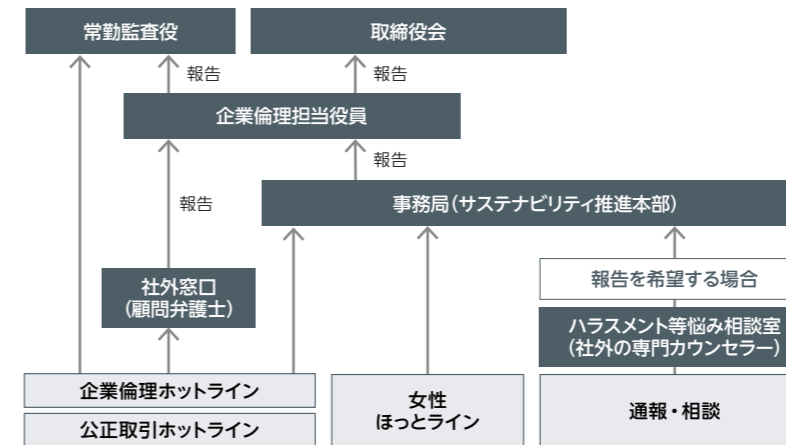 常勤監査役
取締役会
報告
報告
企業倫理担当役員
報告
事務局(サステナビリティ推進本部)
報告
報告を希望する場合
社外窓口
(顧問弁護士)
ハラスメント等悩み相談室
(社外の専門カウンセラー)
企業倫理ホットライン
公正取引ホットライン
女性
ほっとライン
通報・相談